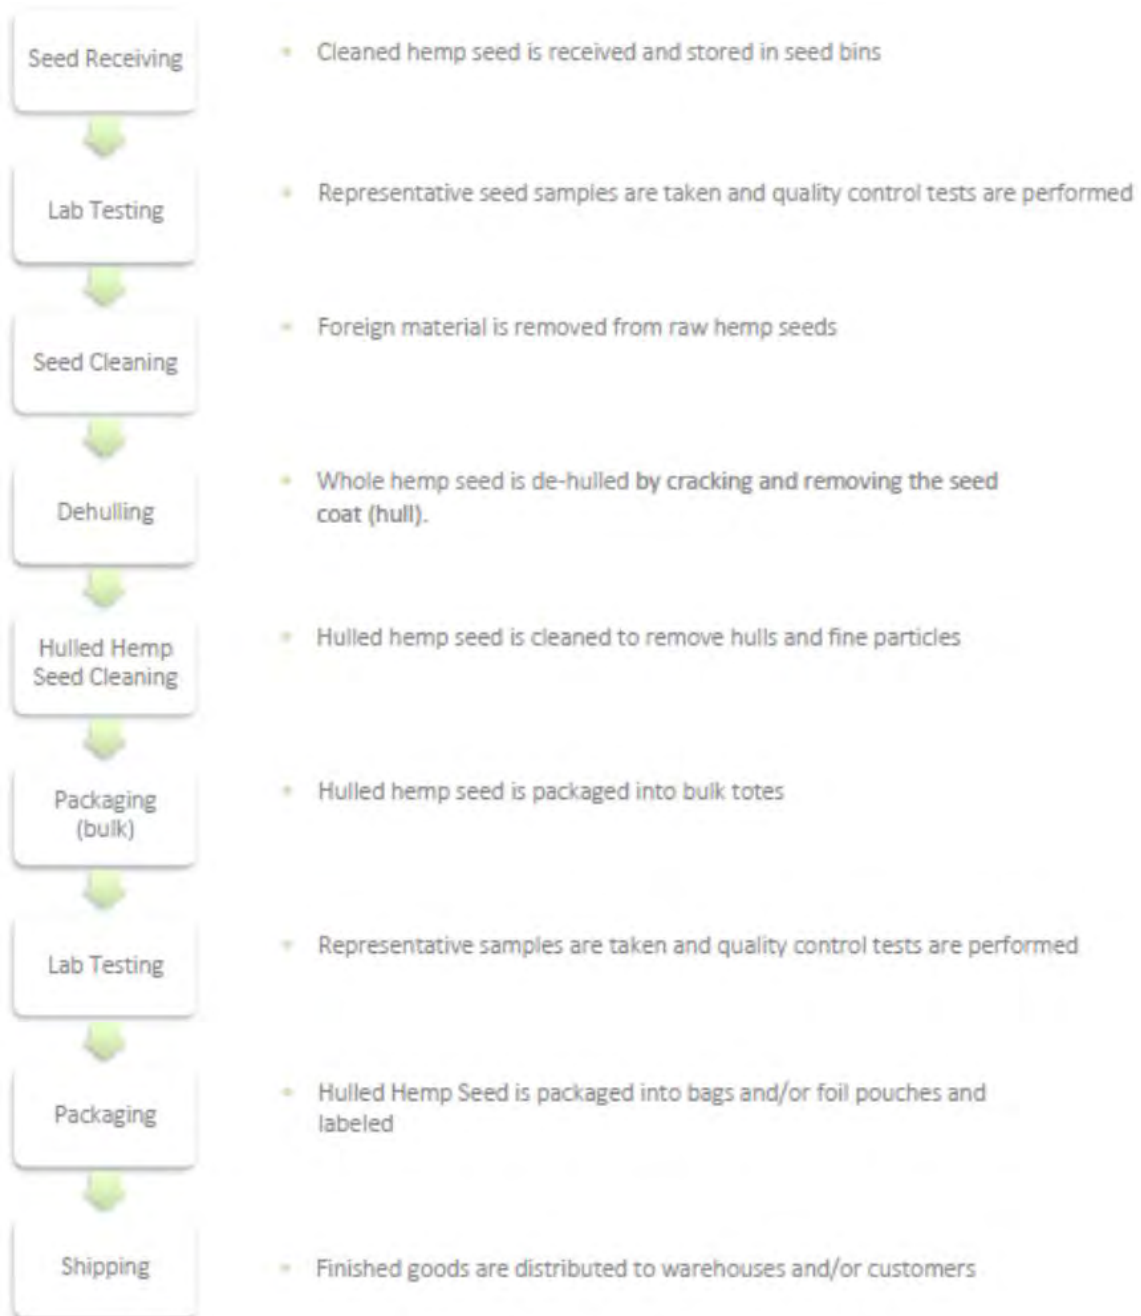 Seed Receiving
Cleaned hemp seed is received and stored in seed bins
Lab Testing
Representative seed samples are taken and quality control tests are performed
Seed Cleaning
Foreign material is removed from raw hemp seeds
Dehulling
Whole hemp seed is de-hulled by cracking and removing the seed
coat (hull).
Hulled Hemp
Seed Cleaning
Hulled hemp seed is cleaned to remove hulls and fine particles
Packaging
(bulk)
Hulled hemp seed is packaged into bulk totes
Lab Testing
Representative samples are taken and quality control tests are performed
Packaging
Hulled Hemp Seed is packaged into bags and/or foil pouches and
labeled
Shipping
Finished goods are distributed to warehouses and/or customers